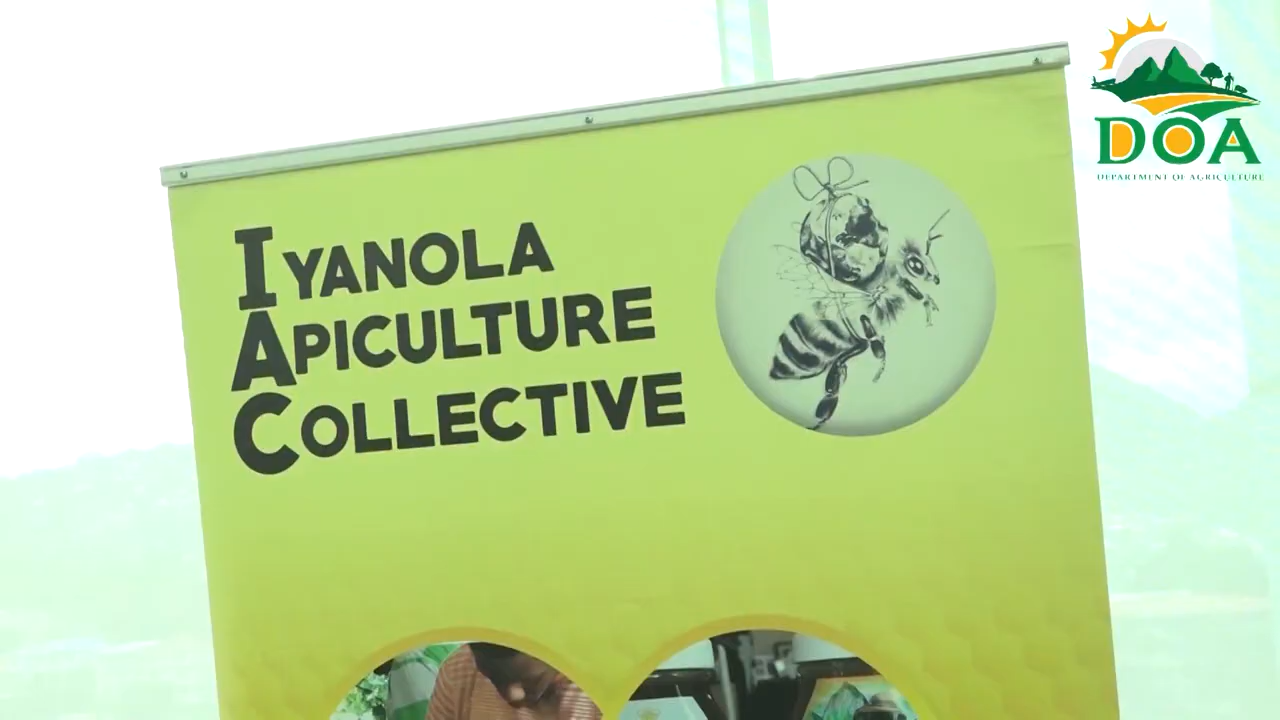 IYANOLA
APICULTURE
COLLECTIVE
DOA
DEPARTMENT OF AGRICULTURE